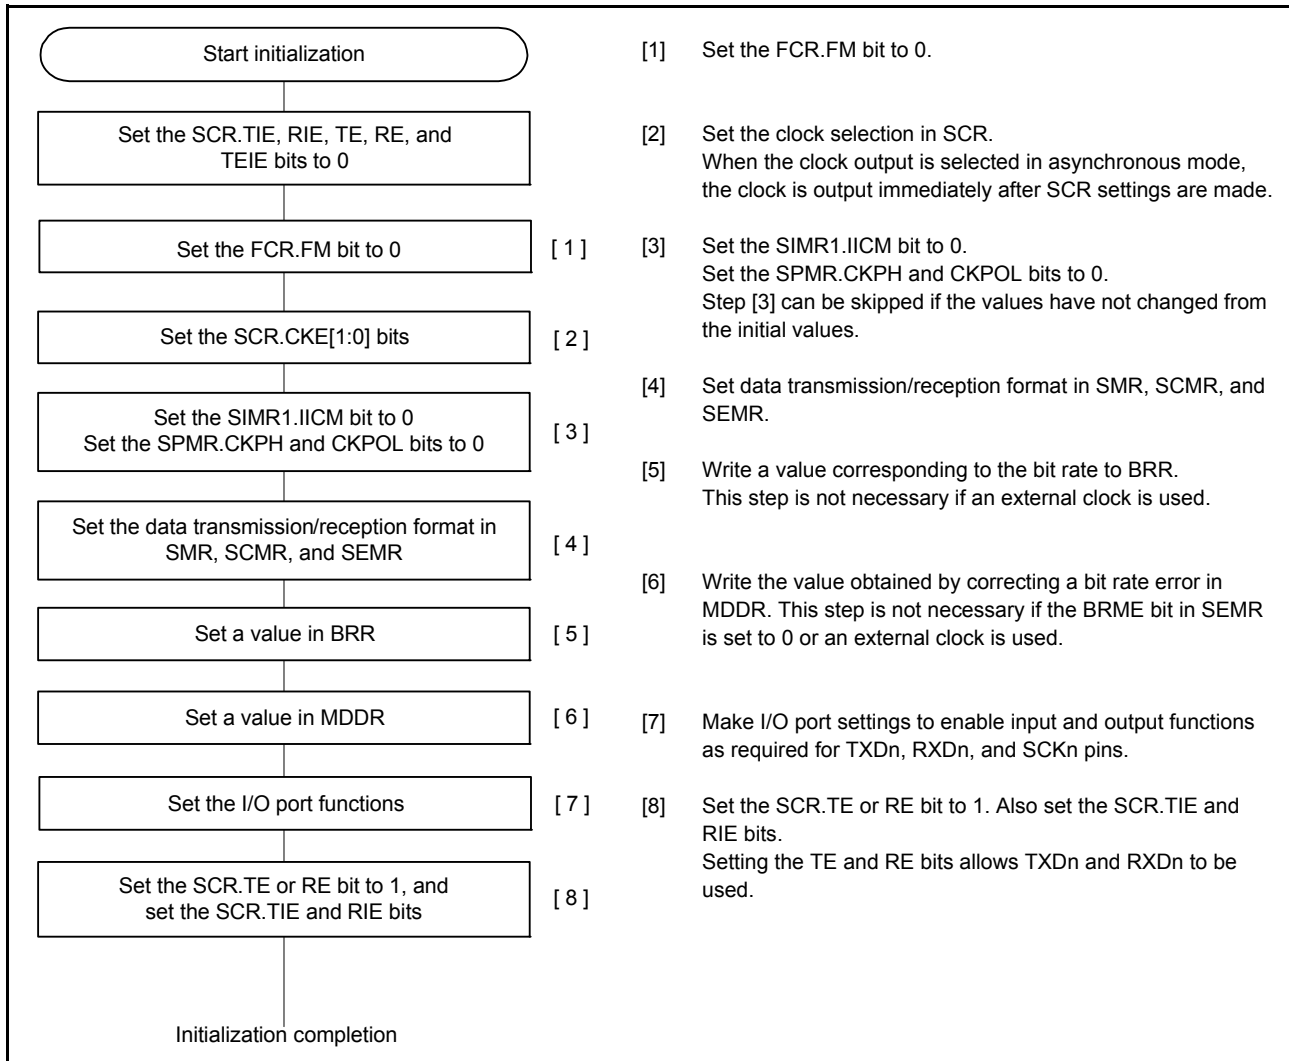 Start initialization
Set the SCR.TIE, RIE, TE, RE, and
TEIE bits to 0
Set the FCR.FM bit to 0
[ 1 ]
Set the SCR.CKE[1:0] bits
[ 2 ]
Set the SIMR1.IICM bit to 0
Set the SPMR.CKPH and CKPOL bits to 0
[ 3 ]
Set the data transmission/reception format in
SMR, SCMR, and SEMR
[ 4 ]
Set a value in BRR
[ 5 ]
Set a value in MDDR
[ 6 ]
Set the I/O port functions
[ 7 ]
Set the SCR.TE or RE bit to 1, and
set the SCR.TIE and RIE bits
[ 8 ]
Initialization completion
[1] Set the FCR.FM bit to 0.
[2] Set the clock selection in SCR.
When the clock output is selected in asynchronous mode,
the clock is output immediately after SCR settings are made.
[3] Set the SIMR1.IICM bit to 0.
Set the SPMR.CKPH and CKPOL bits to 0.
Step [3] can be skipped if the values have not changed from
the initial values.
[4] Set data transmission/reception format in SMR, SCMR, and
SEMR.
[5] Write a value corresponding to the bit rate to BRR.
This step is not necessary if an external clock is used.
[6] Write the value obtained by correcting a bit rate error in
MDDR. This step is not necessary if the BRME bit in SEMR
is set to 0 or an external clock is used.
[7] Make I/O port settings to enable input and output functions
as required for TXDn, RXDn, and SCKn pins.
[8] Set the SCR.TE or RE bit to 1. Also set the SCR.TIE and
RIE bits.
Setting the TE and RE bits allows TXDn and RXDn to be
used.